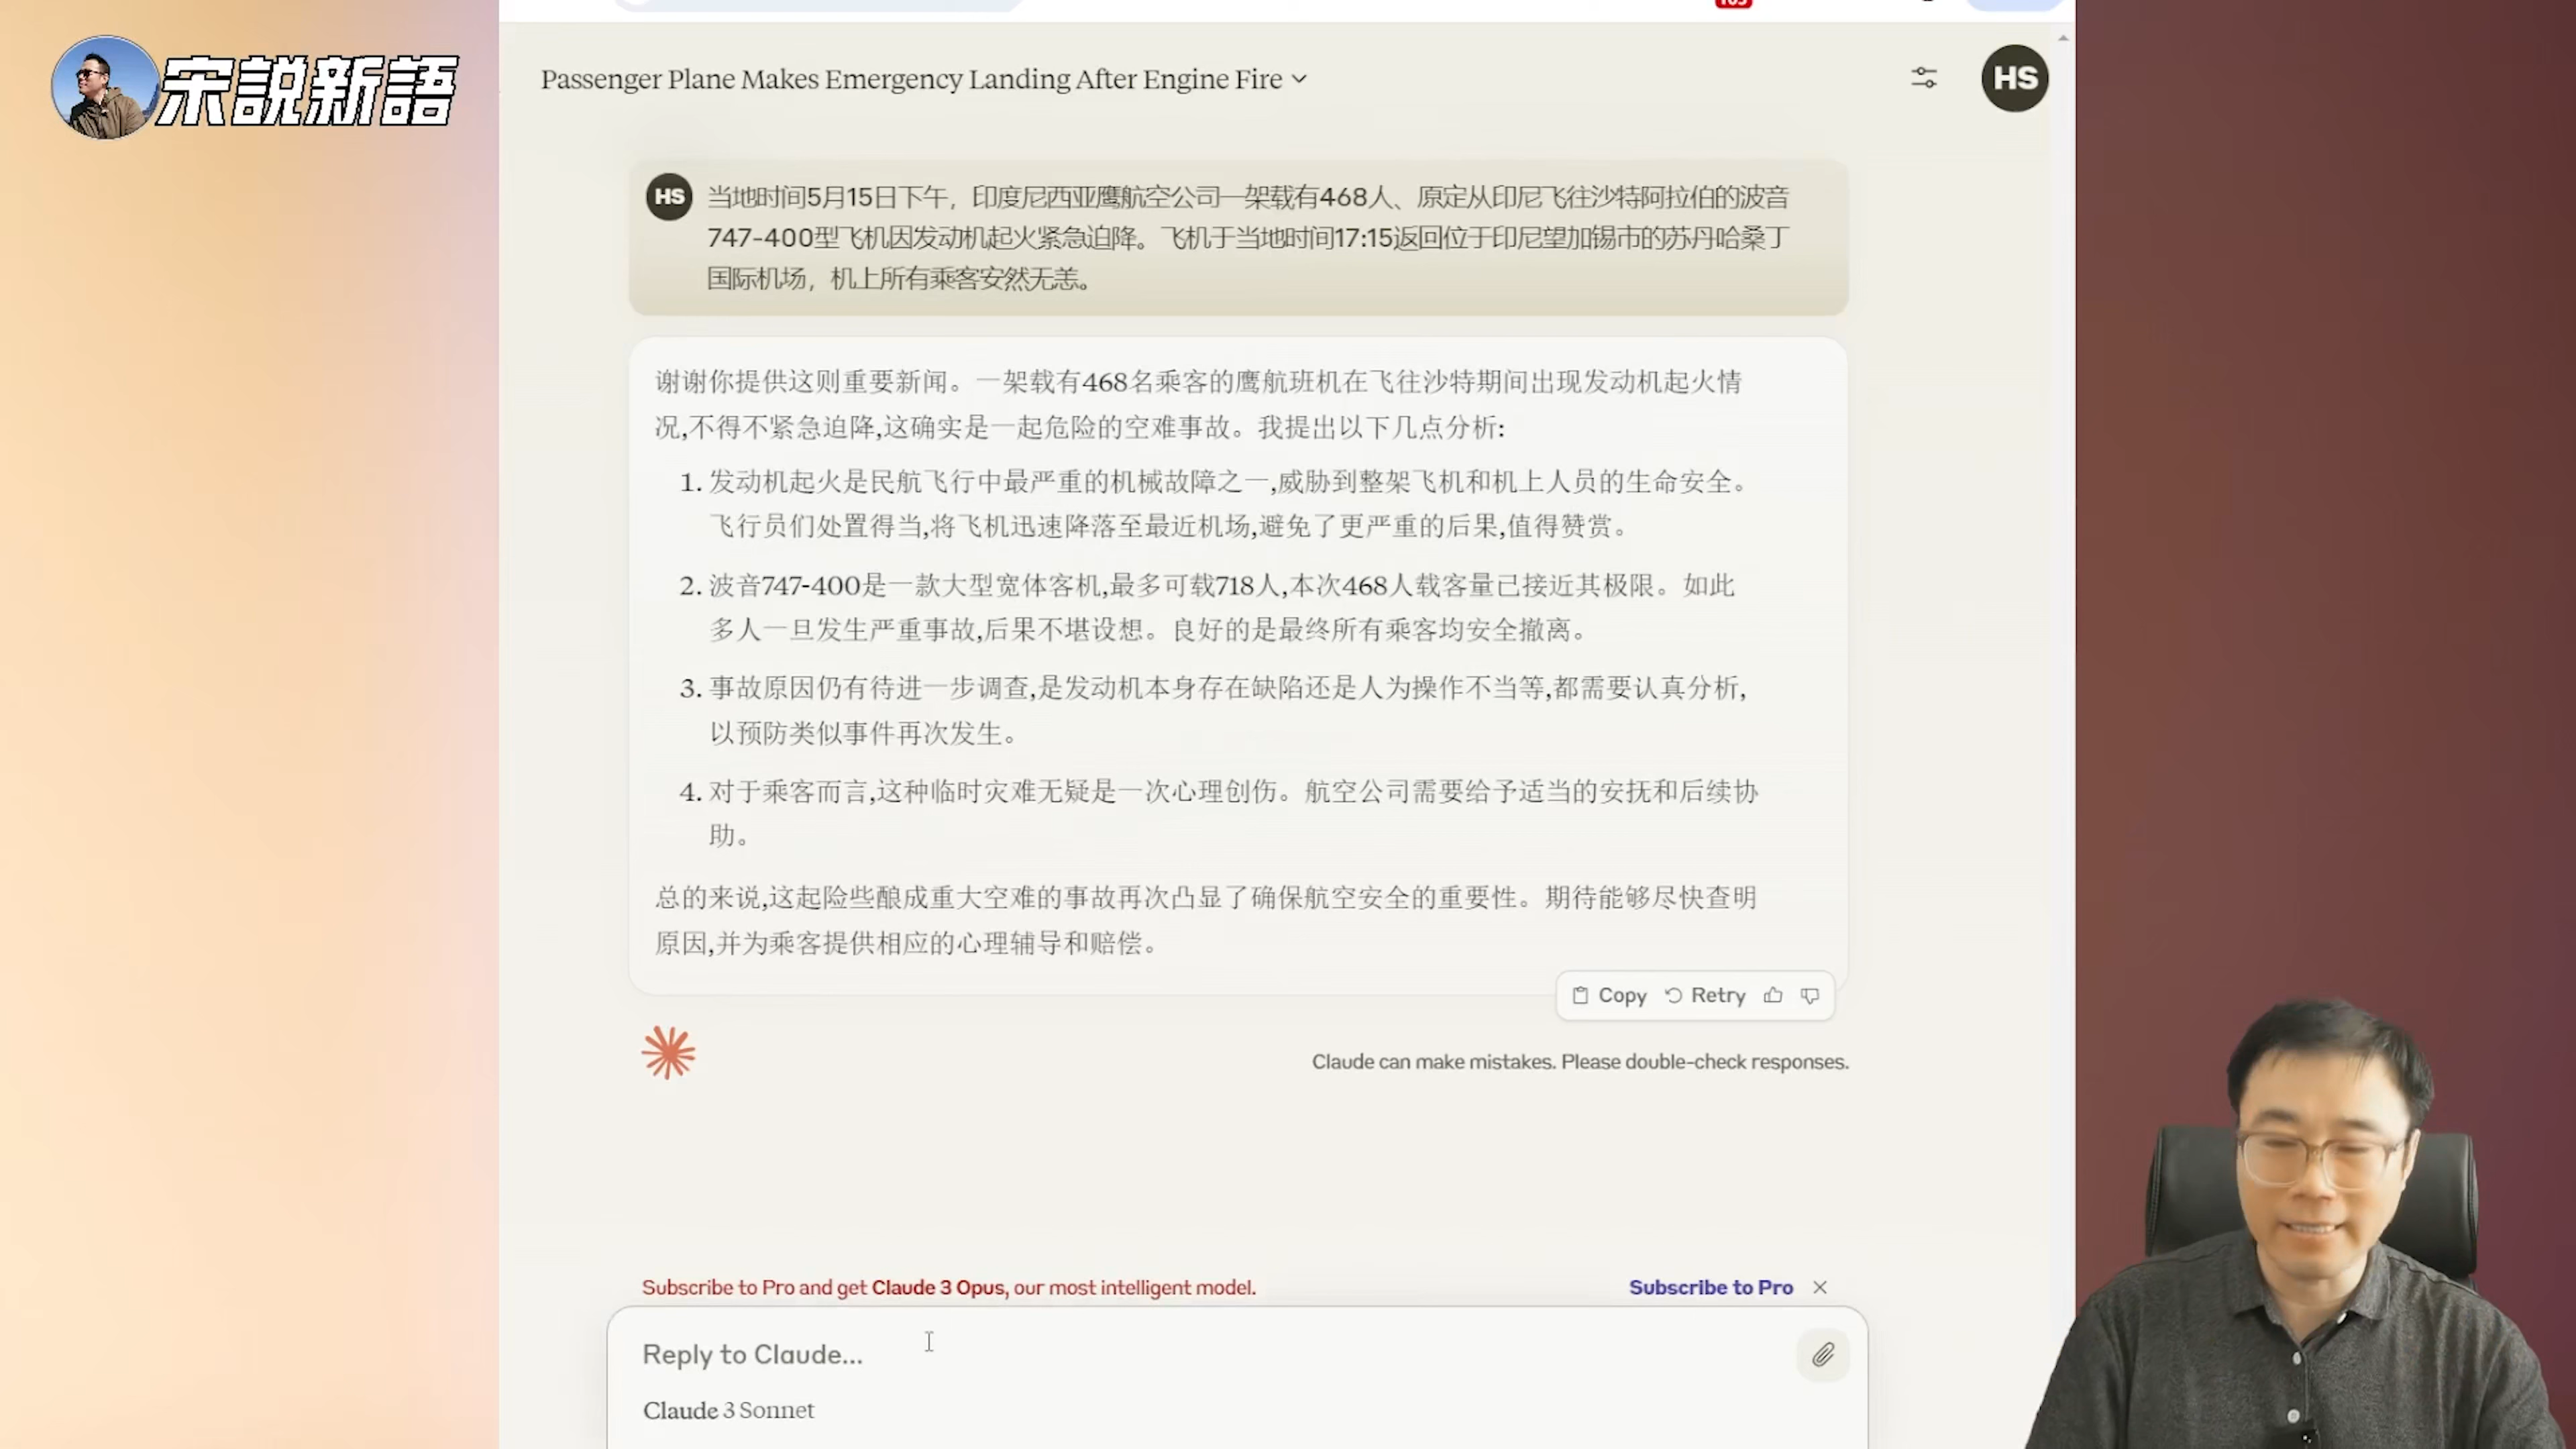 宋説新語
Passenger Plane Makes Emergency Landing After Engine Fire
HS
HS
当地时间5月15日下午，印度尼西亚鹰航空公司一架载有468人、原定从印尼飞往沙特阿拉伯的波音
747-400型飞机因发动机起火紧急迫降。飞机于当地时间17:15返回位于印尼望加锡市的苏丹哈桑丁
国际机场，机上所有乘客安然无恙。
谢谢你提供这则重要新闻。一架载有468名乘客的鹰航班机在飞往沙特期间出现发动机起火情
况,不得不紧急迫降,这确实是一起危险的空难事故。我提出以下几点分析:
1. 发动机起火是民航飞行中最严重的机械故障之一,威胁到整架飞机和机上人员的生命安全。
飞行员们处置得当,将飞机迅速降落至最近机场,避免了更严重的后果,值得赞赏。
2. 波音747-400是一款大型宽体客机,最多可载718人,本次468人载客量已接近其极限。如此
多人一旦发生严重事故,后果不堪设想。良好的是最终所有乘客均安全撤离。
3. 事故原因仍有待进一步调查,是发动机本身存在缺陷还是人为操作不当等,都需要认真分析,
以预防类似事件再次发生。
4. 对于乘客而言,这种临时灾难无疑是一次心理创伤。航空公司需要给予适当的安抚和后续协
助。
总的来说,这起险些酿成重大空难的事故再次凸显了确保航空安全的重要性。期待能够尽快查明
原因,并为乘客提供相应的心理辅导和赔偿。
Copy Retry
Claude can make mistakes. Please double-check responses.
Subscribe to Pro and get Claude 3 Opus, our most intelligent model.
Subscribe to Pro
Reply to Claude...
Claude 3 Sonnet